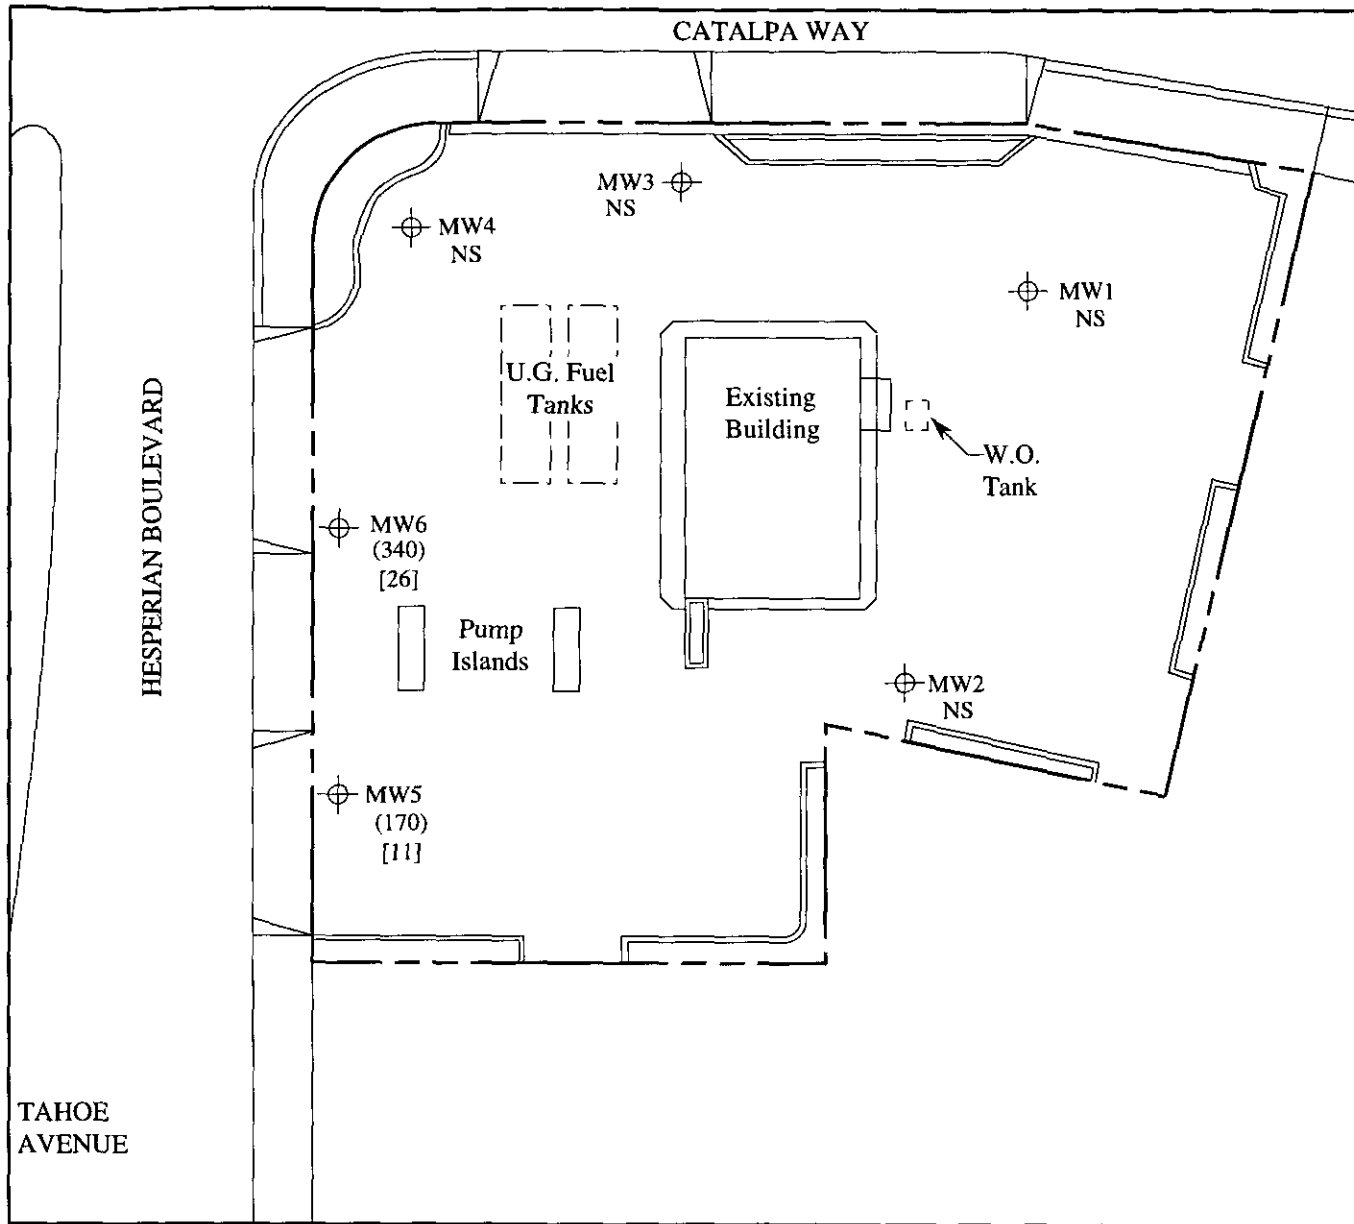 CATALPA WAY
MW3
NS
MW4
NS
MW1
NS
U.G. Fuel
Tanks
Existing
Building
W.O.
Tank
HESPERIAN BOULEVARD
MW6
(340)
[26]
Pump
Islands
MW2
NS
MW5
(170)
[11]
TAHOE
AVENUE